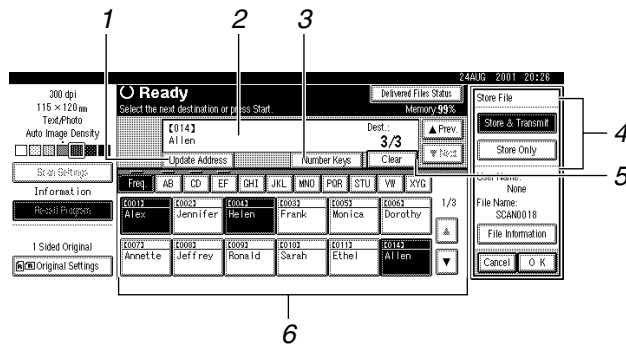 1
2
3
24AUG 2001 20:26
300 dpi
115 × 120 mm
Text/Photo
Auto Image Density
Scan Settings
Information
Recall Program
1 Sided Original
Original Settings
Ready
Select the next destination or press Start.
Delivered Files Status
Memory 99%
[014]
Allen
Dest.:
3/3
▲ Prev.
▼ Next
Update Address
Number Keys
Clear
Freq. AB CD EF GHI JKL MNO PQR STU VW XYG
[001] Alex
[002] Jennifer
[004] Helen
[003] Frank
[005] Monica
[006] Dorothy
1/3
[007] Annette
[008] Jeffrey
[009] Ronald
[010] Sarah
[011] Ethel
[014] Allen
Store File
Store & Transmit
Store Only
User Name:
None
File Name:
SCAN0018
File Information
Cancel
O K
4
5
6